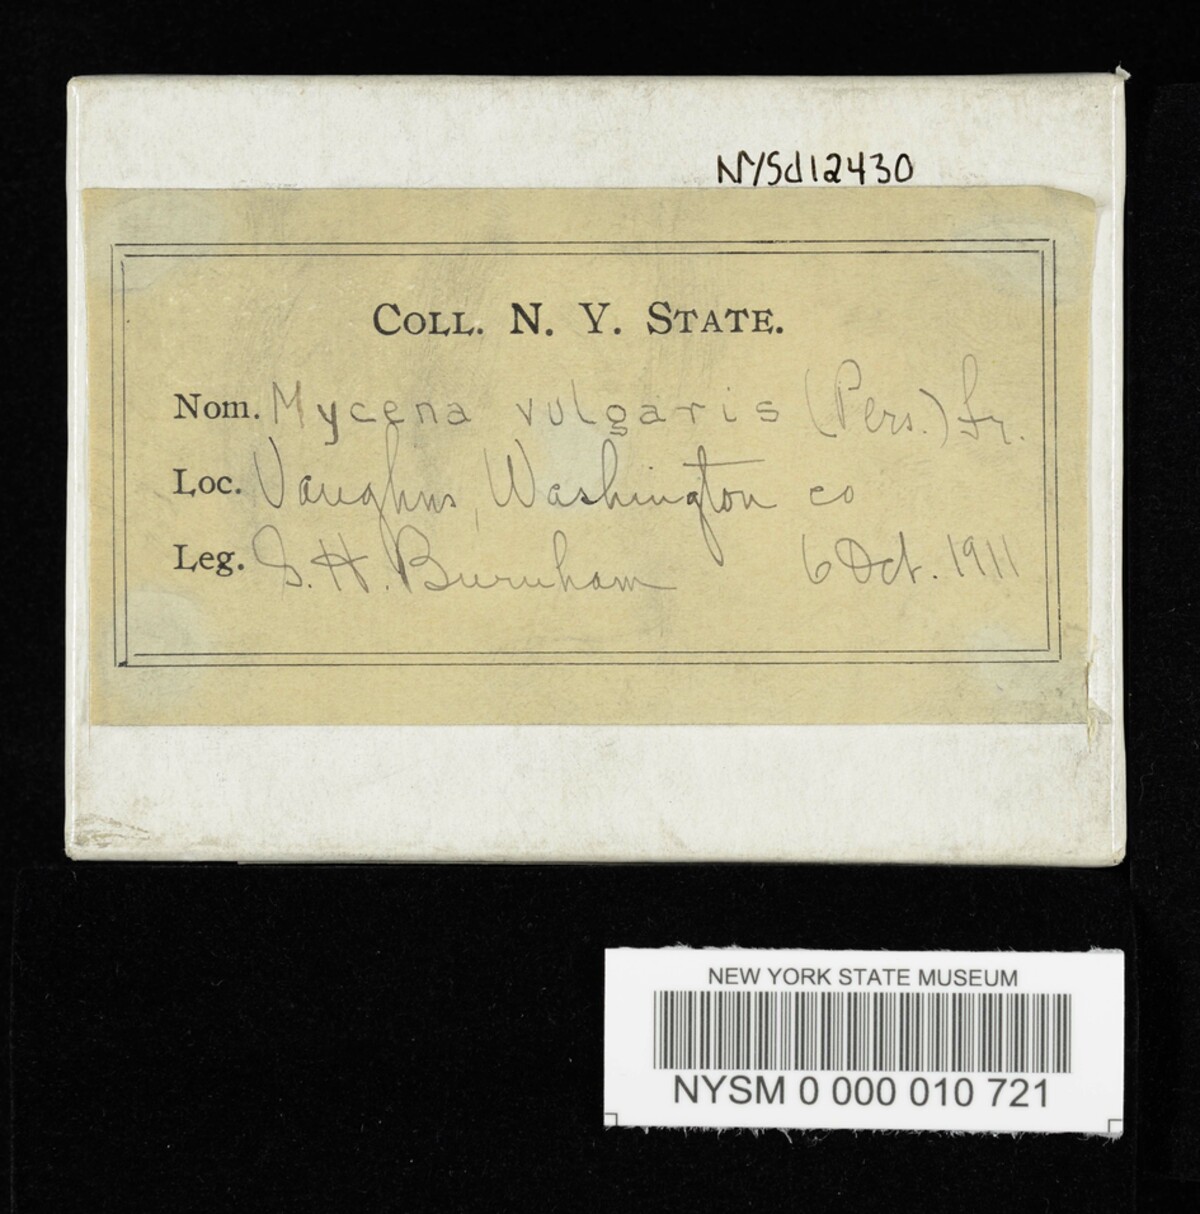 NYSd12430
COLL. N. Y. STATE.
Nom. Mycena vulgaris (Pers.) Fr.
Loc. Vaughns, Washington co
Leg. S. H. Burnham 6 Oct. 1911
NEW YORK STATE MUSEUM
NYSM 0 000 010 721